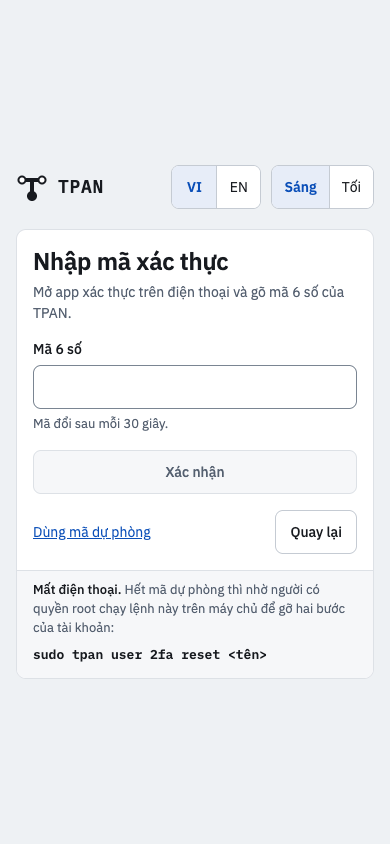 TPAN
VI
EN
Sáng
Tối
Nhập mã xác thực
Mở app xác thực trên điện thoại và gõ mã 6 số của
TPAN.
Mã 6 số
Mã đổi sau mỗi 30 giây.
Xác nhận
Dùng mã dự phòng
Quay lại
Mất điện thoại. Hết mã dự phòng thì nhờ người có
quyền root chạy lệnh này trên máy chủ để gỡ hai bước
của tài khoản:
sudo tpan user 2fa reset <tên>